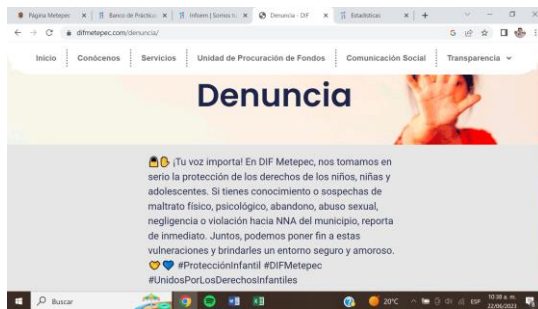 Página Metepec
Banco de Práctica
Infoem | Somos tu
Denuncia - DIF
Estadísticas
difmetepec.com/denuncia/
Inicio Conócenos Servicios Unidad de Procuración de Fondos Comunicación Social Transparencia
Denuncia
¡Tu voz importa! En DIF Metepec, nos tomamos en
serio la protección de los derechos de los niños, niñas y
adolescentes. Si tienes conocimiento o sospechas de
maltrato físico, psicológico, abandono, abuso sexual,
negligencia o violación hacia NNA del municipio, reporta
de inmediato. Juntos, podemos poner fin a estas
vulneraciones y brindarles un entorno seguro y amoroso.
#ProtecciónInfantil #DIFMetepec
#UnidosPorLosDerechosInfantiles
Buscar
20°C
ESP
10:38 a. m.
22/06/2023